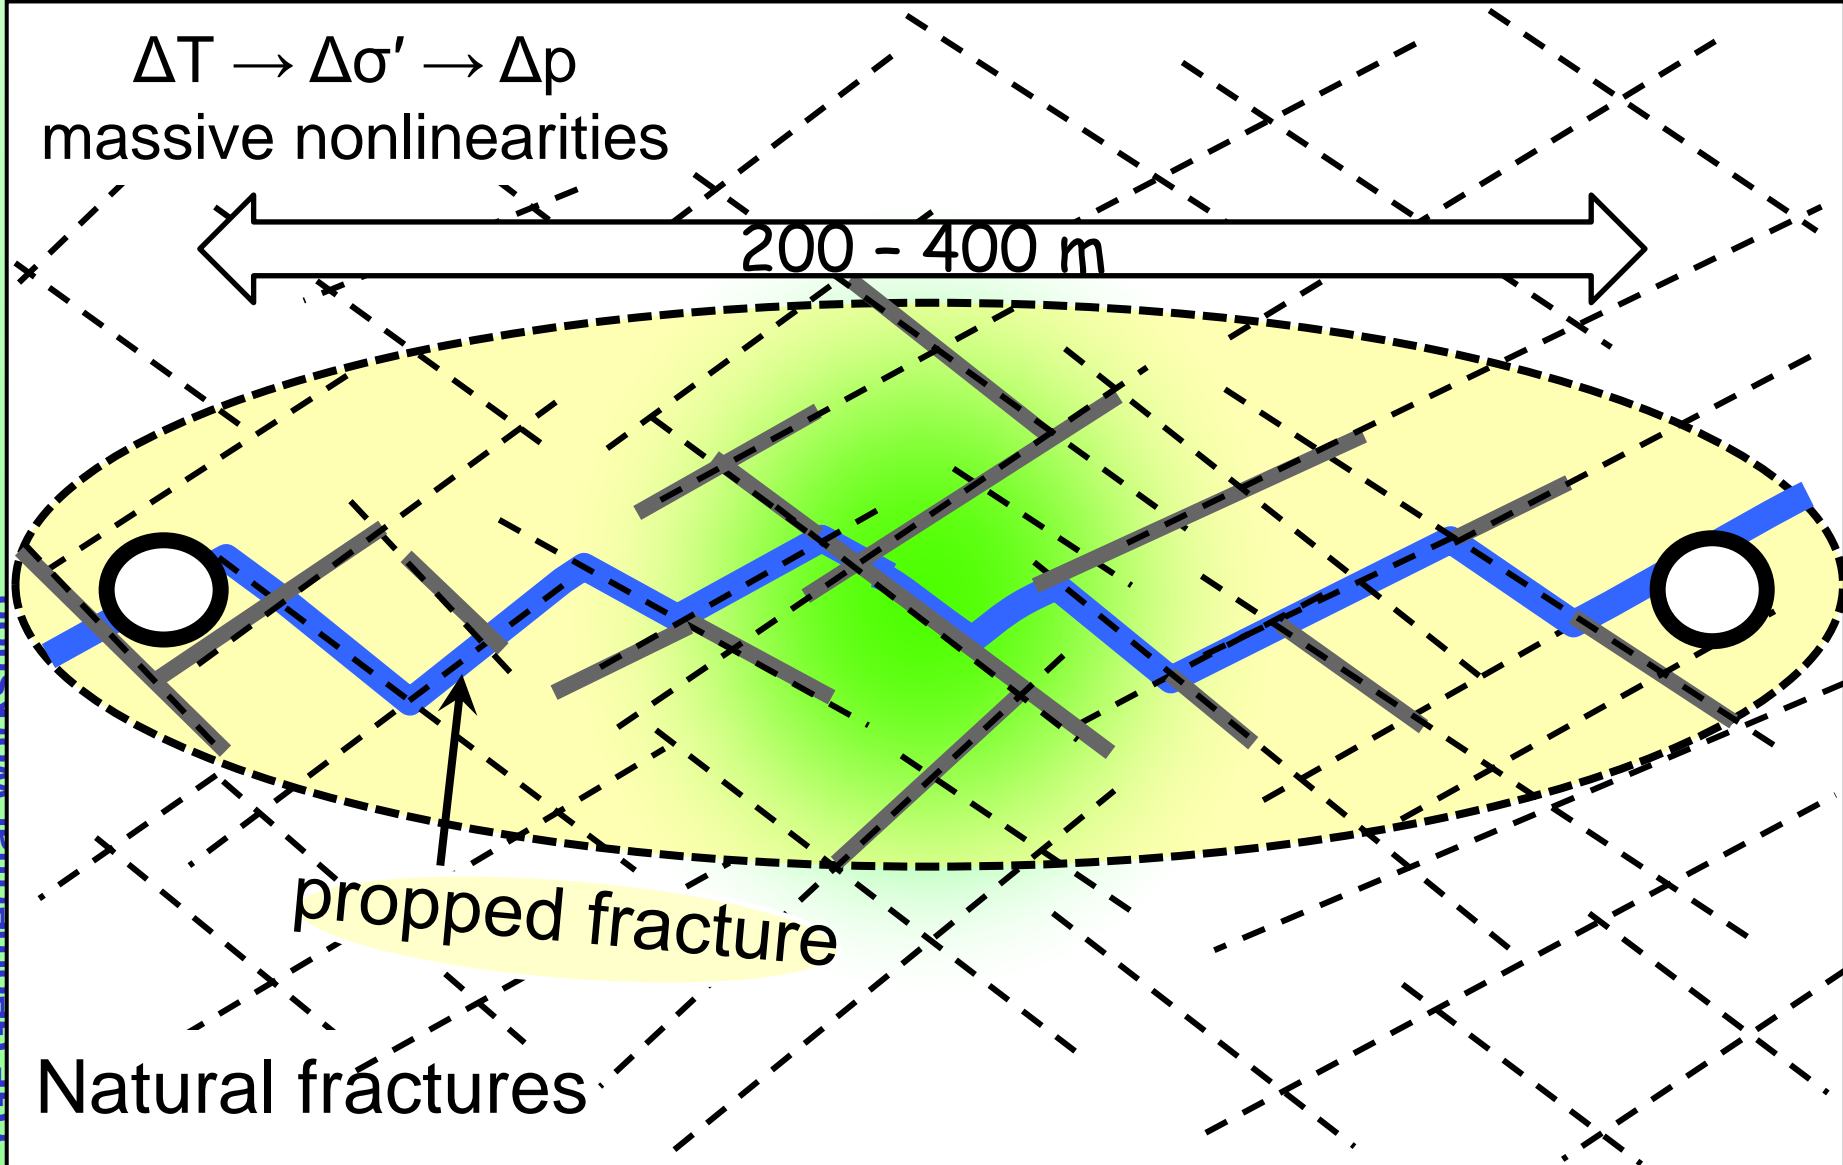 ΔT → Δσ′ → Δp
massive nonlinearities
200 – 400 m
propped fracture
Natural fractures